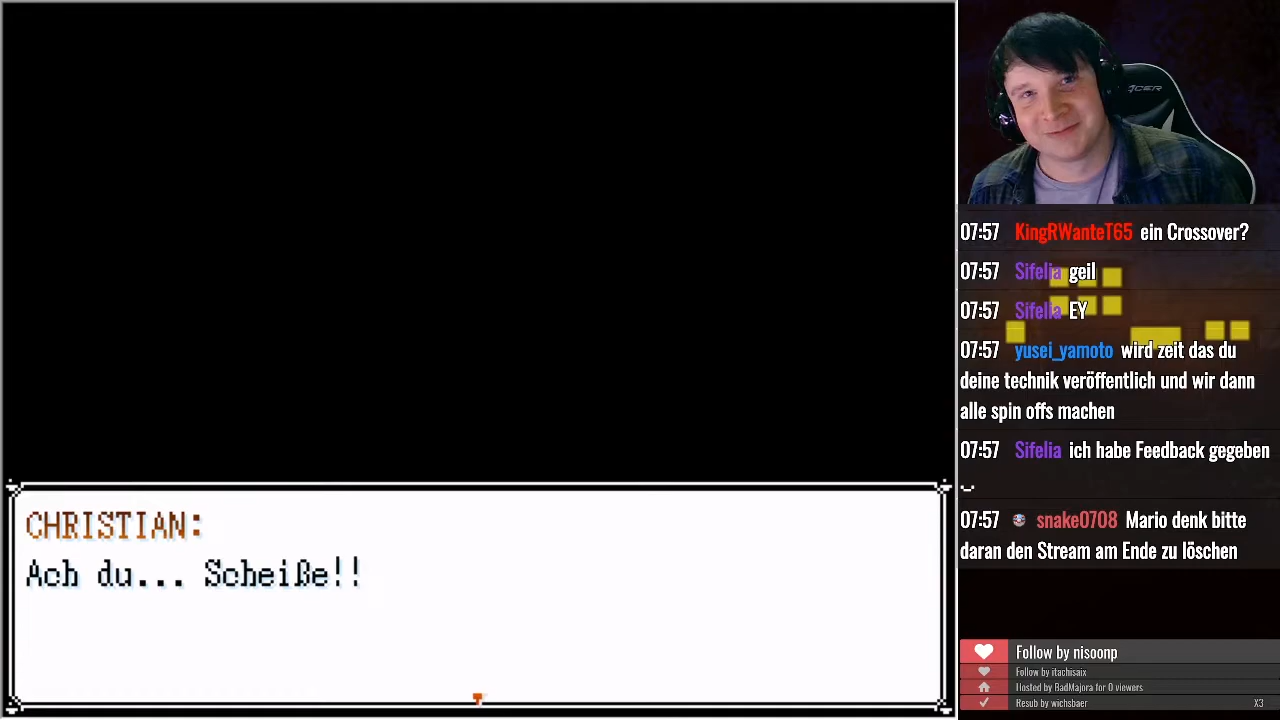 CHRISTIAN:
Ach du... Scheiße!!
07:57 KingRWanteT65 ein Crossover?
07:57 Sifelia geil
07:57 Sifelia EY
07:57 yusei_yamoto wird zeit das du
deine technik veröffentlich und wir dann
alle spin offs machen
07:57 Sifelia ich habe Feedback gegeben
07:57 snake0708 Mario denk bitte
daran den Stream am Ende zu löschen
Follow by nisoonp
Follow by itachisaix
Hosted by BadMajora for 0 viewers
Resub by wichsbaer X3